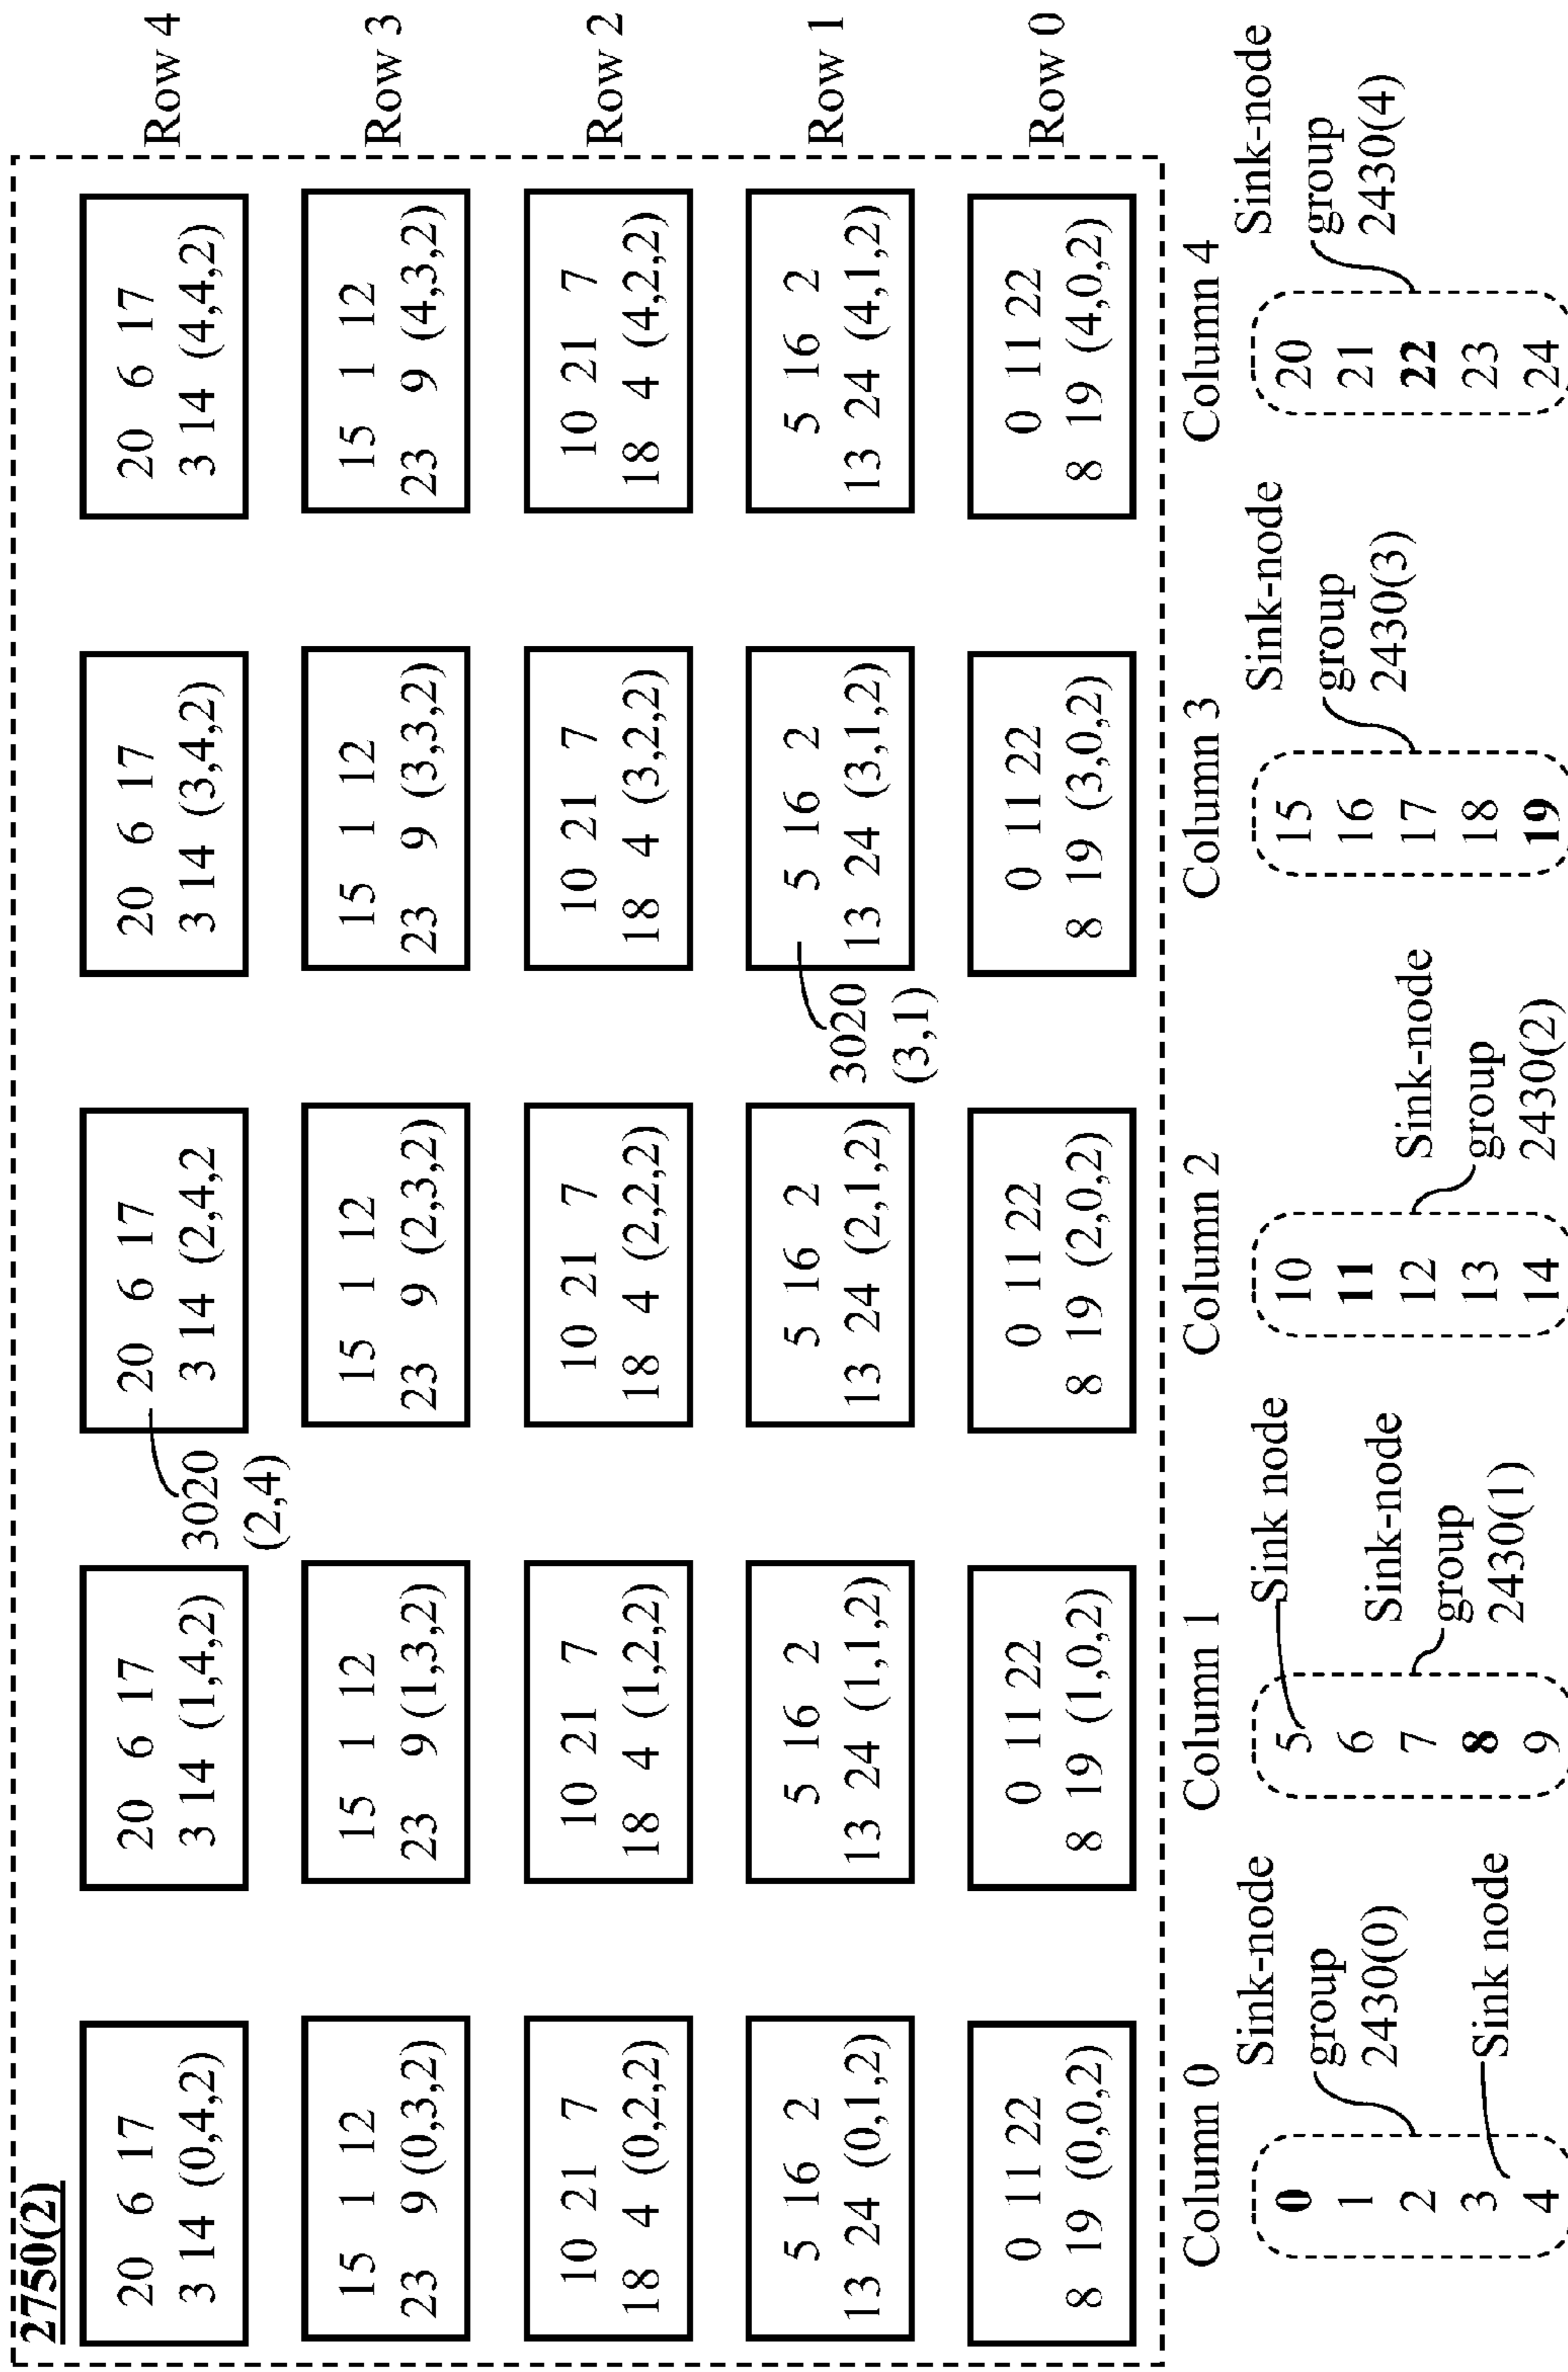 2750(2)
20 6 17
3 14 (0,4,2)
20 6 17
3 14 (1,4,2)
3020
(2,4)
20 6 17
3 14 (2,4,2
20 6 17
3 14 (3,4,2)
20 6 17
3 14 (4,4,2)
Row 4
15 1 12
23 9 (0,3,2)
15 1 12
23 9 (1,3,2)
15 1 12
23 9 (2,3,2)
15 1 12
23 9 (3,3,2)
15 1 12
23 9 (4,3,2)
Row 3
10 21 7
18 4 (0,2,2)
10 21 7
18 4 (1,2,2)
10 21 7
18 4 (2,2,2)
10 21 7
18 4 (3,2,2)
10 21 7
18 4 (4,2,2)
Row 2
5 16 2
13 24 (0,1,2)
5 16 2
13 24 (1,1,2)
5 16 2
13 24 (2,1,2)
3020
(3,1)
5 16 2
13 24 (3,1,2)
5 16 2
13 24 (4,1,2)
Row 1
0 11 22
8 19 (0,0,2)
0 11 22
8 19 (1,0,2)
0 11 22
8 19 (2,0,2)
0 11 22
8 19 (3,0,2)
0 11 22
8 19 (4,0,2)
Row 0
Column 0
Column 1
Column 2
Column 3
Column 4
0
1
2
3
4
Sink-node
group
2430(0)
Sink node
5
6
7
8
9
Sink node
Sink-node
group
2430(1)
10
11
12
13
14
Sink-node
group
2430(2)
15
16
17
18
19
Sink-node
group
2430(3)
20
21
22
23
24
Sink-node
group
2430(4)